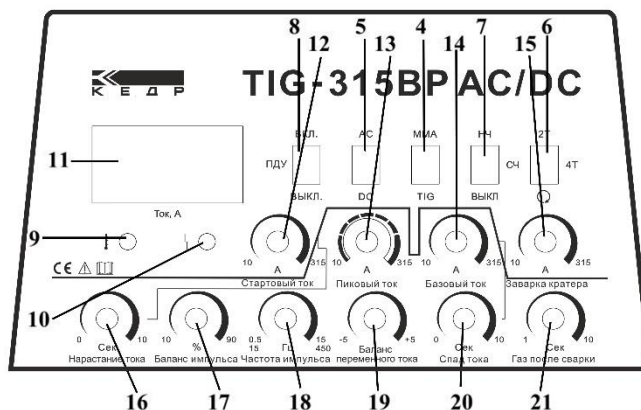 8 5 13 4 7 6
12 14 15
КЕДР
TIG-315BP AC/DC
ВКЛ. AC MMA НЧ 2Т
11
ПДУ СЧ 4Т
ВЫКЛ. DC TIG ВЫКЛ
Ток, А
9
10 A 315 10 A 315 10 A 315 10 A 315
CE
Стартовый ток Пиковый ток Базовый ток Заварка кратера
10
0 Сек 10 10 % 90 0.5 15 Гц 15 450 -5 Баланс +5 0 Сек 10 1 Сек 10
Нарастание тока Баланс импульса Частота импульса переменного тока Спад тока Газ после сварки
16 17 18 19 20 21